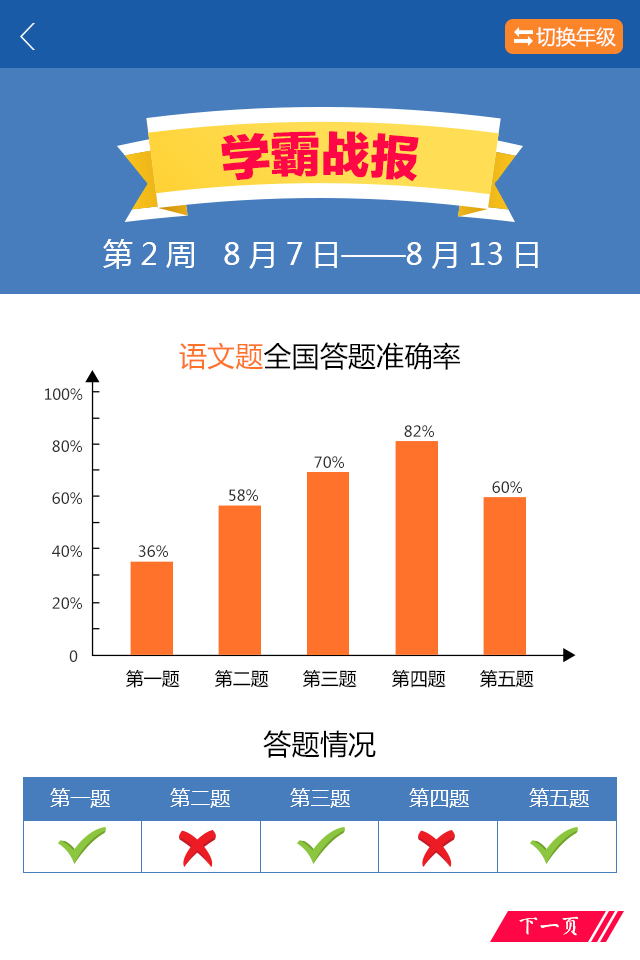 切换年级
学霸战报
第2周 8月7日——8月13日
语文题全国答题准确率
100%
80%
60%
40%
20%
0
36%
58%
70%
82%
60%
第一题 第二题 第三题 第四题 第五题
答题情况
第一题 第二题 第三题 第四题 第五题
下一页